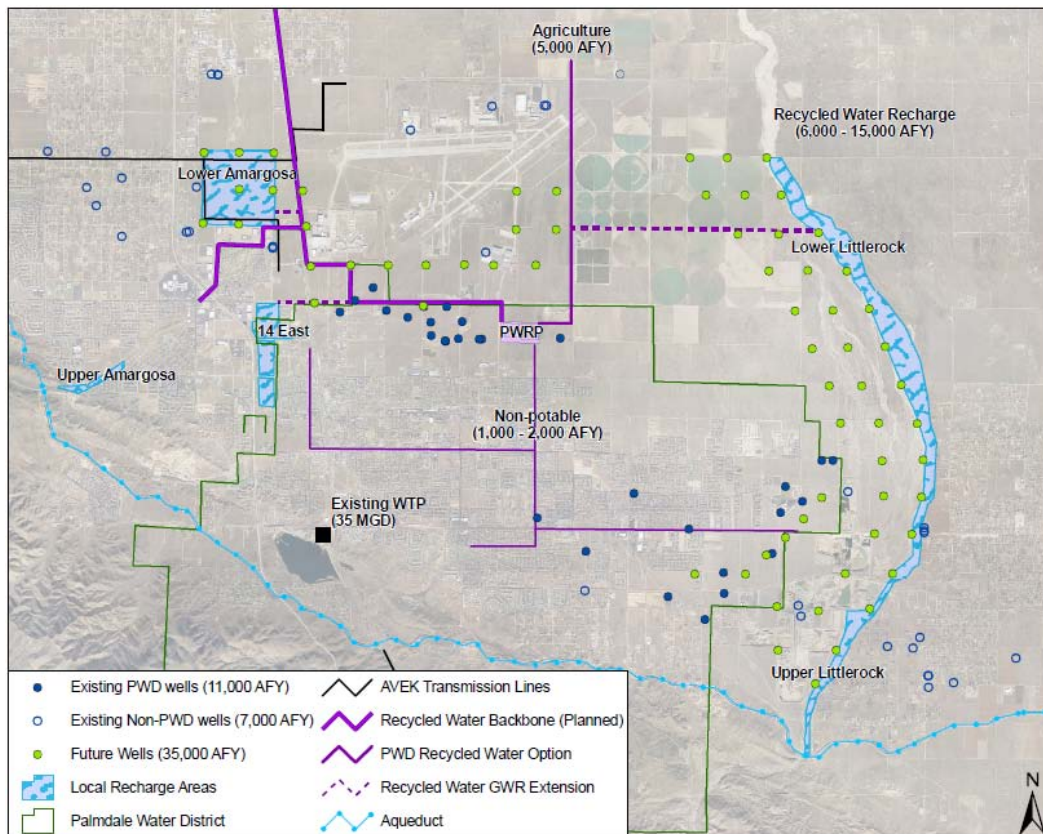 Agriculture
(5,000 AFY)
Recycled Water Recharge
(6,000 - 15,000 AFY)
Lower Amargosa
Lower Littlerock
14 East
PWRP
Upper Amargosa
Non-potable
(1,000 - 2,000 AFY)
Existing WTP
(35 MGD)
Upper Littlerock
Existing PWD wells (11,000 AFY)
Existing Non-PWD wells (7,000 AFY)
Future Wells (35,000 AFY)
Local Recharge Areas
Palmdale Water District
AVEK Transmission Lines
Recycled Water Backbone (Planned)
PWD Recycled Water Option
Recycled Water GWR Extension
Aqueduct
N